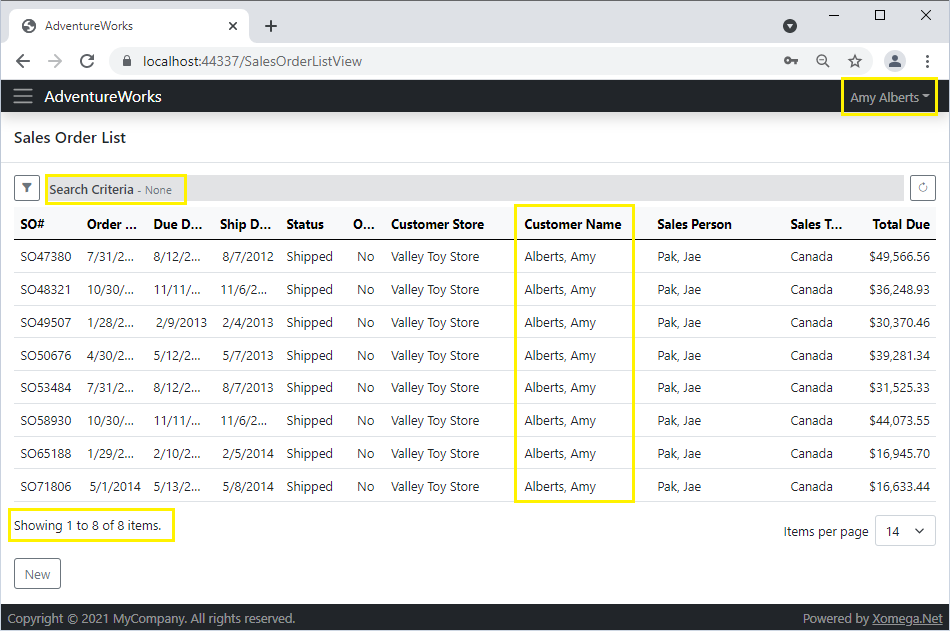 AdventureWorks
localhost:44337/SalesOrderListView
AdventureWorks Amy Alberts
Sales Order List
Search Criteria - None
SO# Order ... Due D... Ship D... Status O... Customer Store Customer Name Sales Person Sales T... Total Due
SO47380 7/31/2... 8/12/2... 8/7/2012 Shipped No Valley Toy Store Alberts, Amy Pak, Jae Canada $49,566.56
SO48321 10/30/... 11/11/... 11/6/2... Shipped No Valley Toy Store Alberts, Amy Pak, Jae Canada $36,248.93
SO49507 1/28/2... 2/9/2013 2/4/2013 Shipped No Valley Toy Store Alberts, Amy Pak, Jae Canada $30,370.46
SO50676 4/30/2... 5/12/2... 5/7/2013 Shipped No Valley Toy Store Alberts, Amy Pak, Jae Canada $39,281.34
SO53484 7/31/2... 8/12/2... 8/7/2013 Shipped No Valley Toy Store Alberts, Amy Pak, Jae Canada $31,525.33
SO58930 10/30/... 11/11/... 11/6/2... Shipped No Valley Toy Store Alberts, Amy Pak, Jae Canada $44,073.55
SO65188 1/29/2... 2/10/2... 2/5/2014 Shipped No Valley Toy Store Alberts, Amy Pak, Jae Canada $16,945.70
SO71806 5/1/2014 5/13/2... 5/8/2014 Shipped No Valley Toy Store Alberts, Amy Pak, Jae Canada $16,633.44
Showing 1 to 8 of 8 items.
Items per page 14
New
Copyright © 2021 MyCompany. All rights reserved. Powered by Xomega.Net